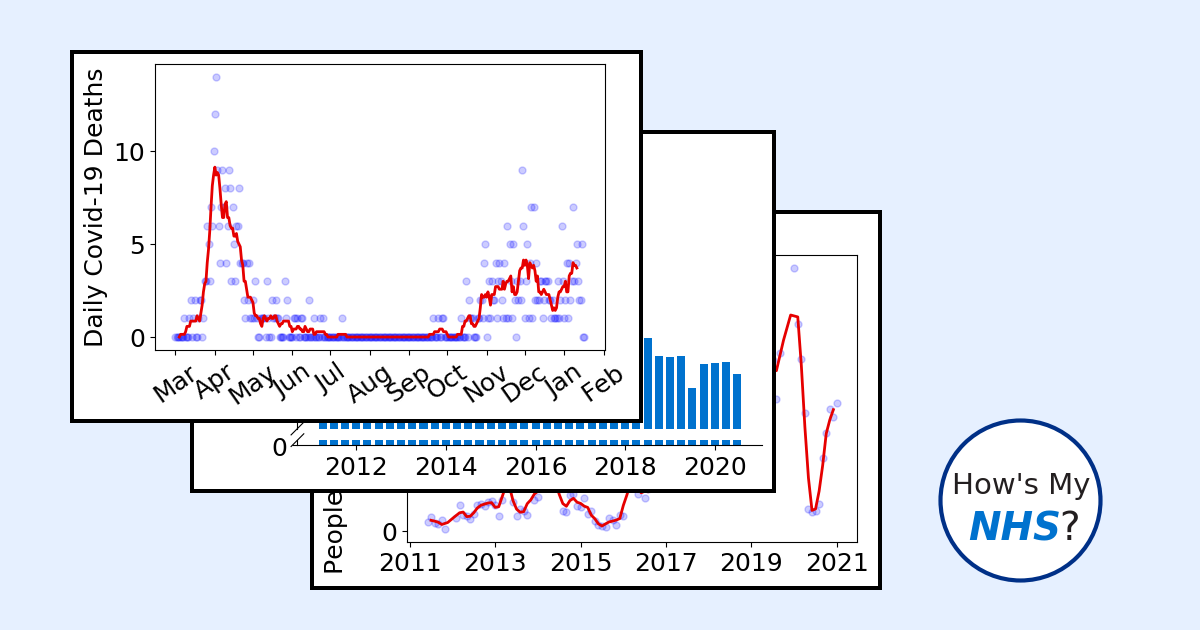 Daily Covid-19 Deaths
10
5
0
Mar Apr May Jun Jul Aug Sep Oct Nov Dec Jan Feb
0
2012 2014 2016 2018 2020
People
0
2011 2013 2015 2017 2019 2021
How's My
NHS?